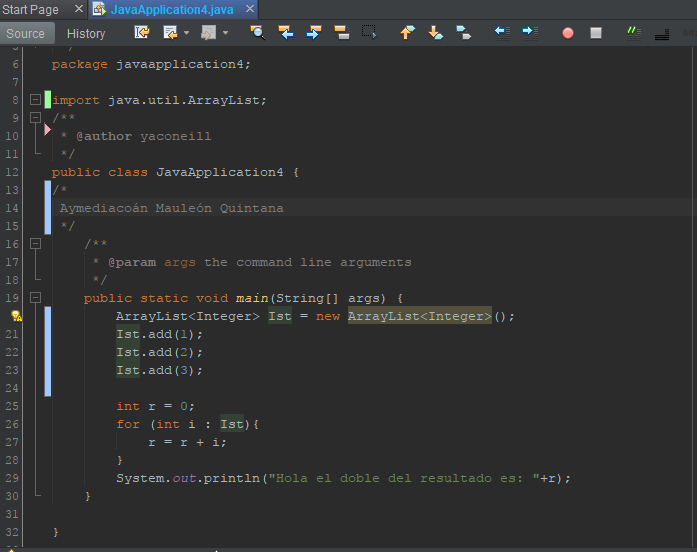 Start Page
JavaApplication4.java
Source History
6 package javaapplication4;
7
8 import java.util.ArrayList;
9 /**
10 * @author yaconeill
11 */
12 public class JavaApplication4 {
13 /*
14 Aymediacoán Mauleón Quintana
15 */
16 /**
17 * @param args the command line arguments
18 */
19 public static void main(String[] args) {
ArrayList<Integer> Ist = new ArrayList<Integer>();
21 Ist.add(1);
22 Ist.add(2);
23 Ist.add(3);
24
25 int r = 0;
26 for (int i : Ist){
27 r = r + i;
28 }
29 System.out.println("Hola el doble del resultado es: "+r);
30 }
31
32 }